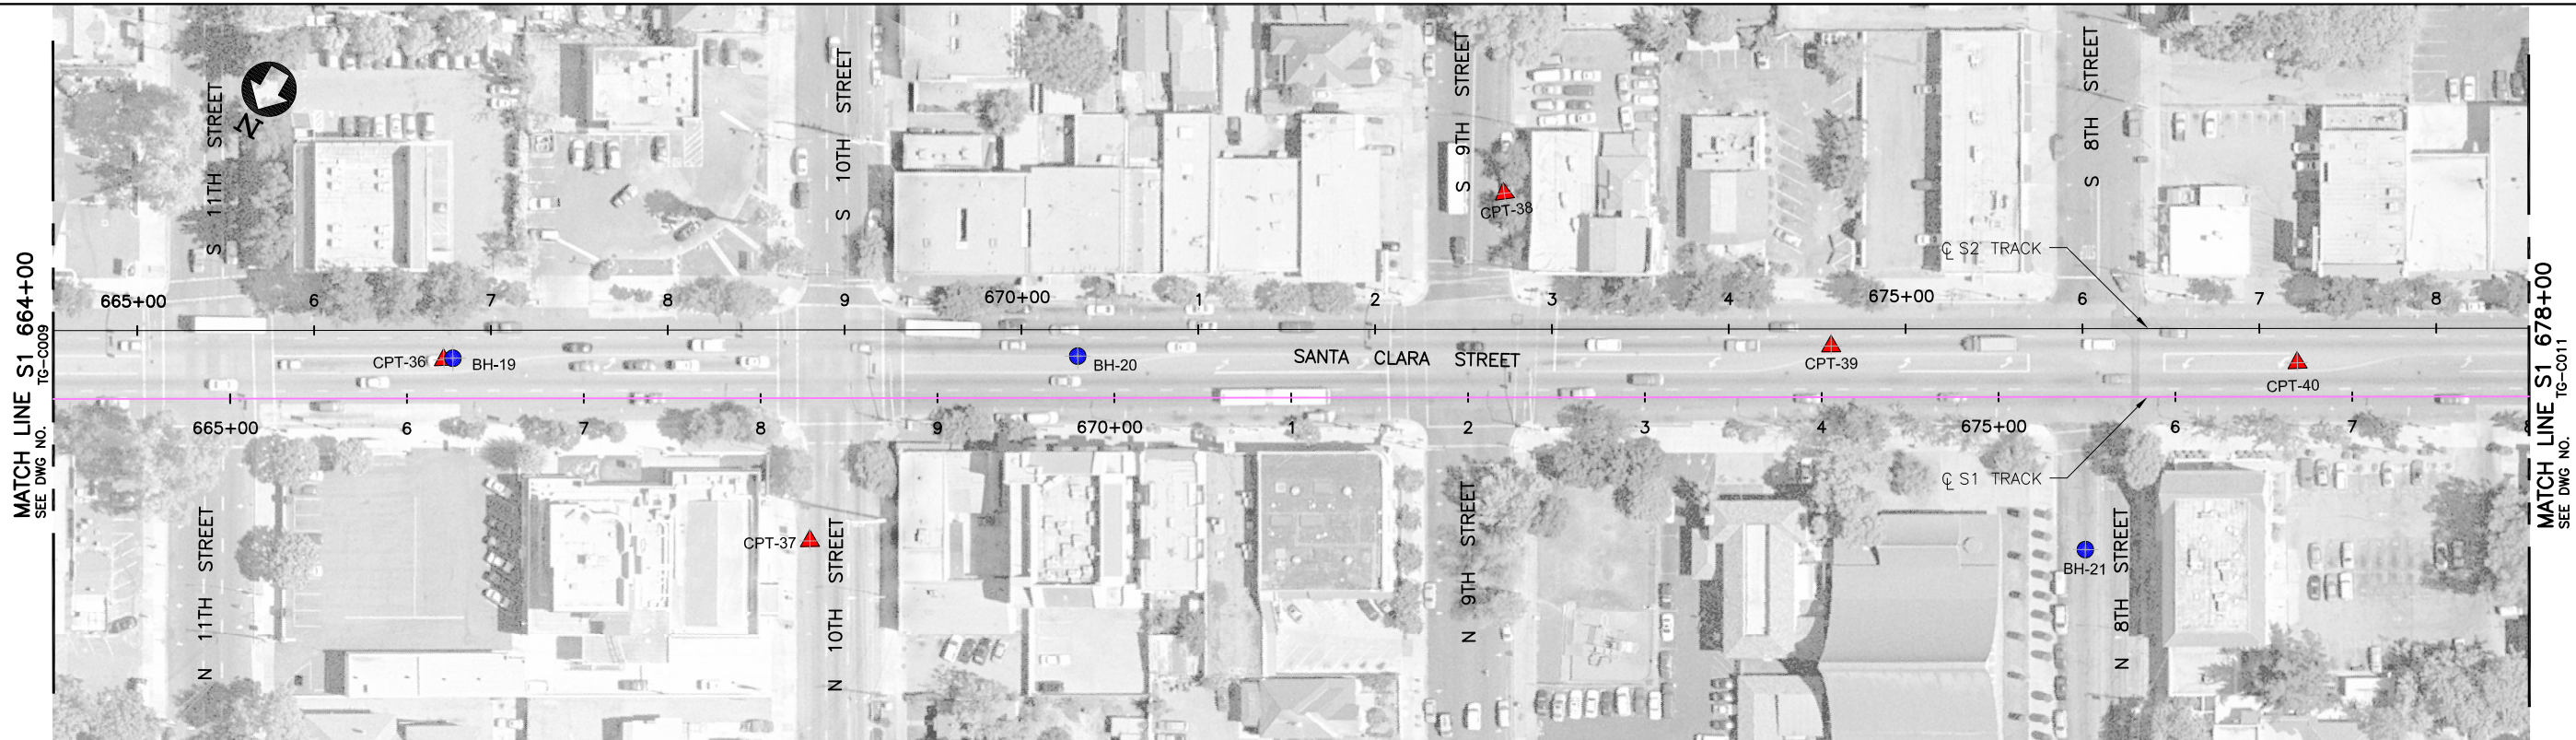 MATCH LINE S1 664+00
SEE DWG NO. TG-C009
S 11TH STREET
N
S 10TH STREET
S 9TH STREET
S 8TH STREET
CPT-38
℄ S2 TRACK
665+00 6 7 8 9 670+00 1 2 3 4 675+00 6 7 8
CPT-36 BH-19 BH-20 SANTA CLARA STREET CPT-39 CPT-40
665+00 6 7 8 9 670+00 1 2 3 4 675+00 6 7 8
℄ S1 TRACK
CPT-37
BH-21
N 11TH STREET
N 10TH STREET
N 9TH STREET
N 8TH STREET
MATCH LINE S1 678+00
SEE DWG NO. TG-C011